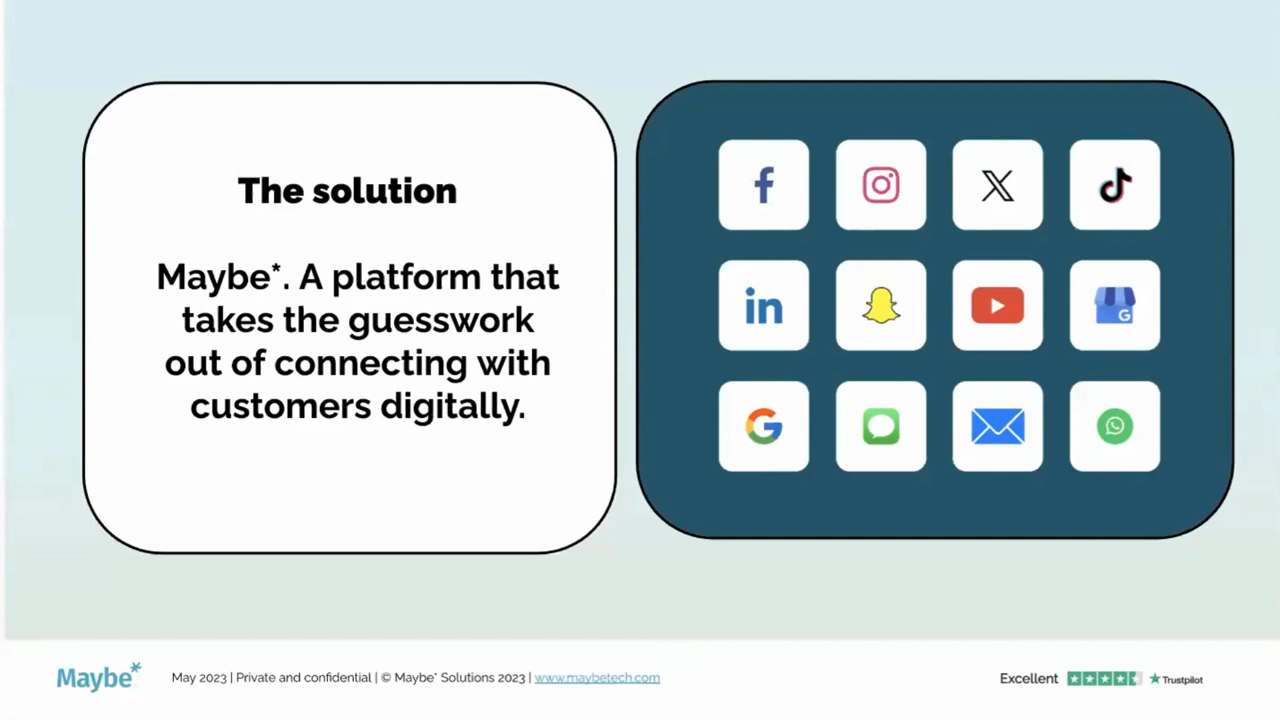 The solution
Maybe*. A platform that
takes the guesswork
out of connecting with
customers digitally.
f
X
in
G
G
Maybe*
May 2023 | Private and confidential | © Maybe* Solutions 2023 | www.maybetech.com
Excellent
Trustpilot